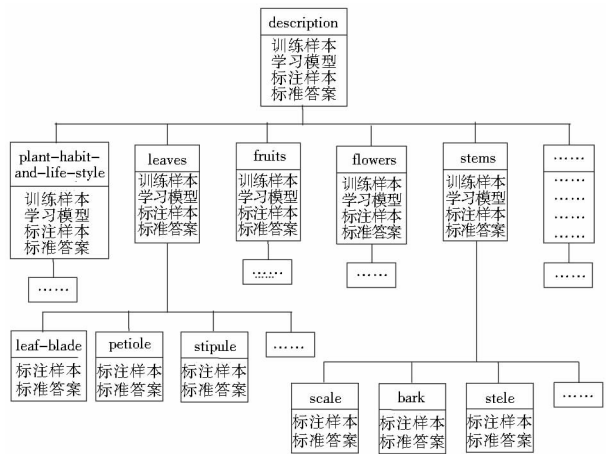 description
训练样本
学习模型
标注样本
标准答案
plant-habit-
and-life-style
训练样本
学习模型
标注样本
标准答案
……
leaves
训练样本
学习模型
标注样本
标准答案
fruits
训练样本
学习模型
标注样本
标准答案
……
flowers
训练样本
学习模型
标注样本
标准答案
……
stems
训练样本
学习模型
标注样本
标准答案
……
……
……
……
……
……
leaf-blade
标注样本
标准答案
petiole
标注样本
标准答案
stipule
标注样本
标准答案
……
scale
标注样本
标准答案
bark
标注样本
标准答案
stele
标注样本
标准答案
……